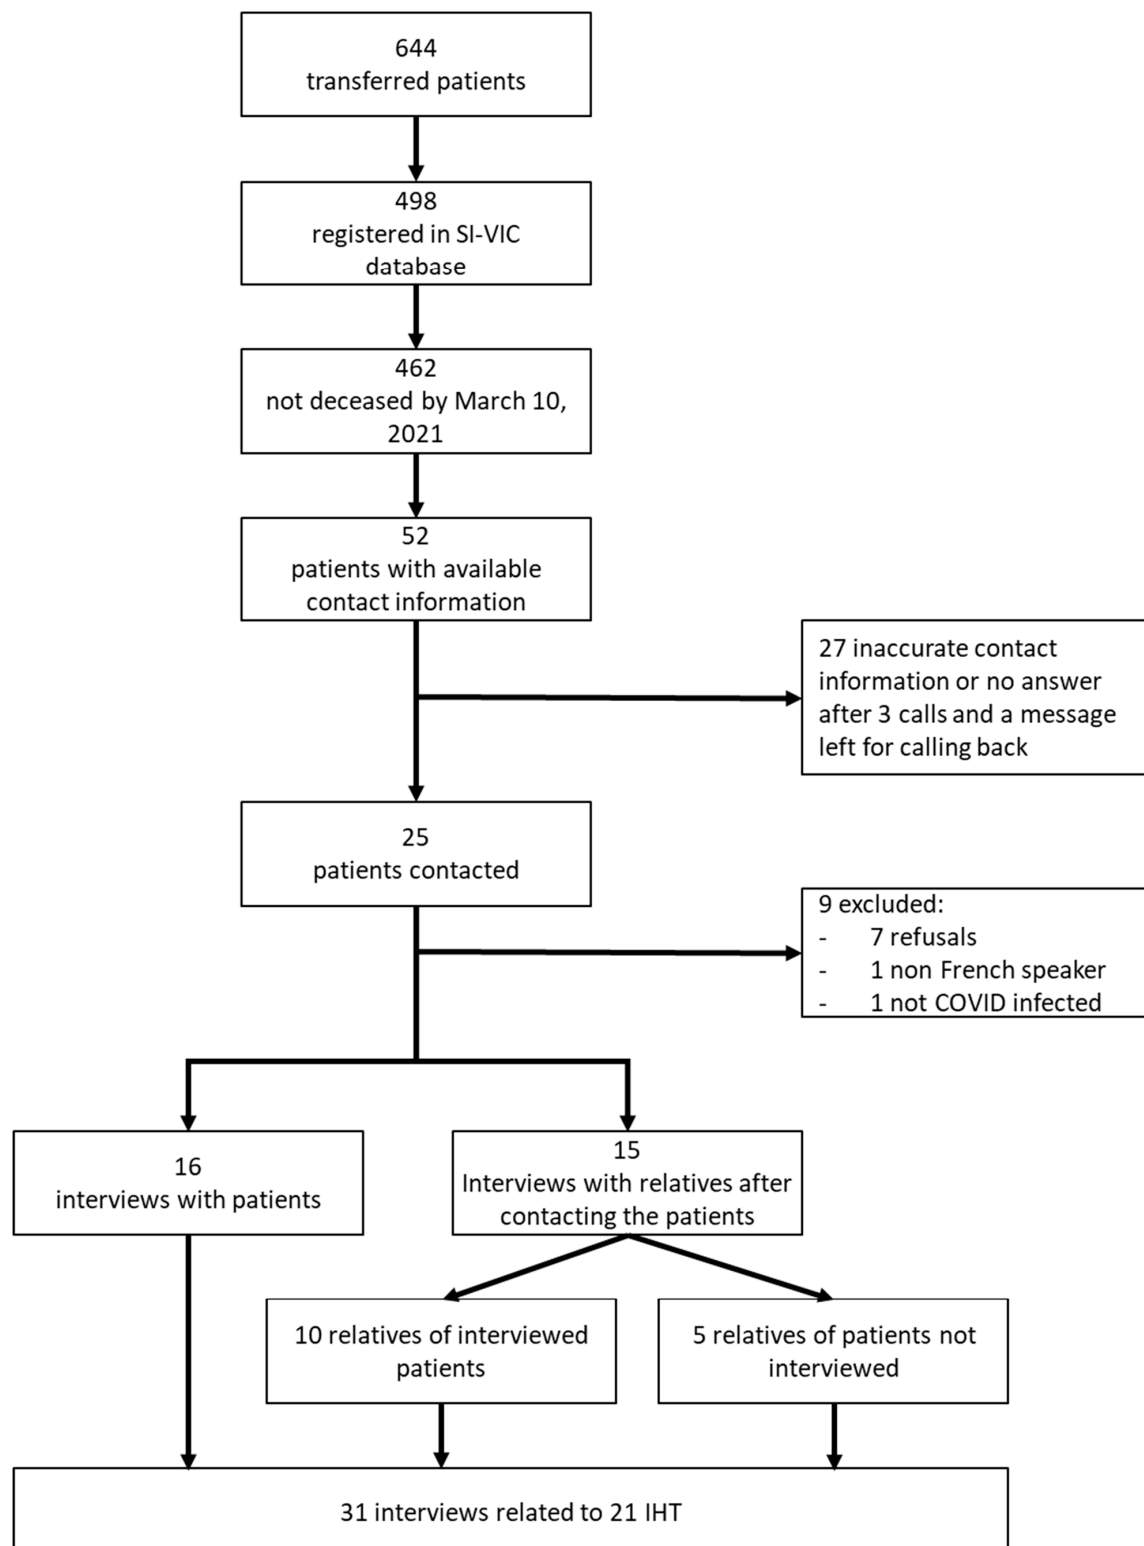 644
transferred patients
498
registered in SI-VIC
database
462
not deceased by March 10,
2021
52
patients with available
contact information
27 inaccurate contact
information or no answer
after 3 calls and a message
left for calling back
25
patients contacted
9 excluded:
- 7 refusals
- 1 non French speaker
- 1 not COVID infected
16
interviews with patients
15
Interviews with relatives after
contacting the patients
10 relatives of interviewed
patients
5 relatives of patients not
interviewed
31 interviews related to 21 IHT